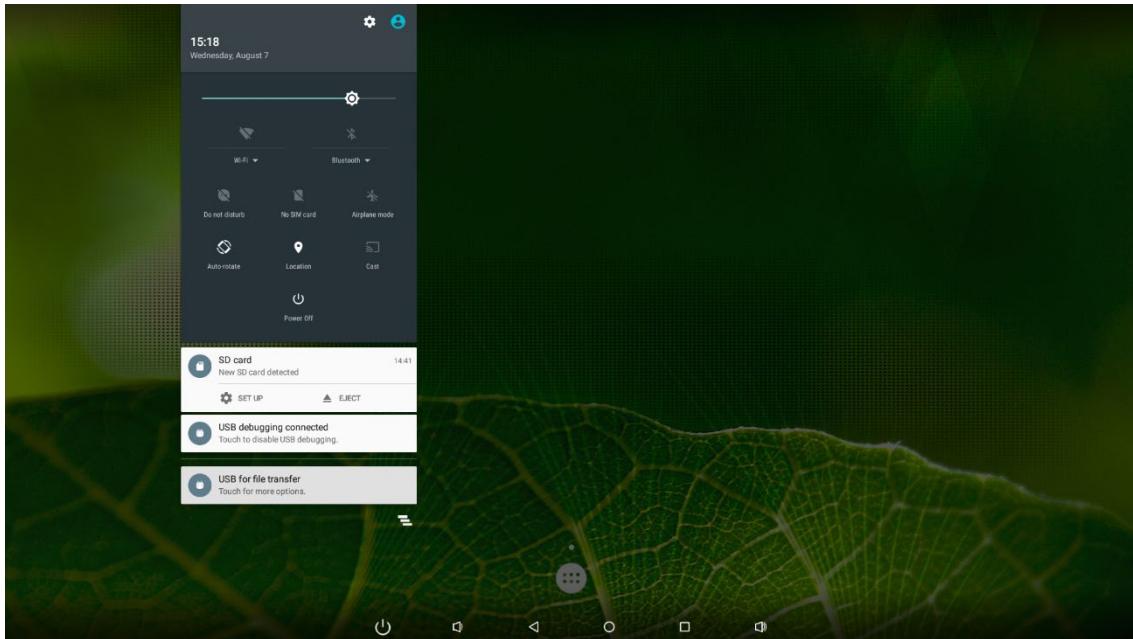 15:18
Wednesday, August 7
Wi-Fi
Bluetooth
Do not disturb
No SIM card
Airplane mode
Auto-rotate
Location
Cast
Power Off
SD card
14:41
New SD card detected
SET UP
EJECT
USB debugging connected
Touch to disable USB debugging.
USB for file transfer
Touch for more options.